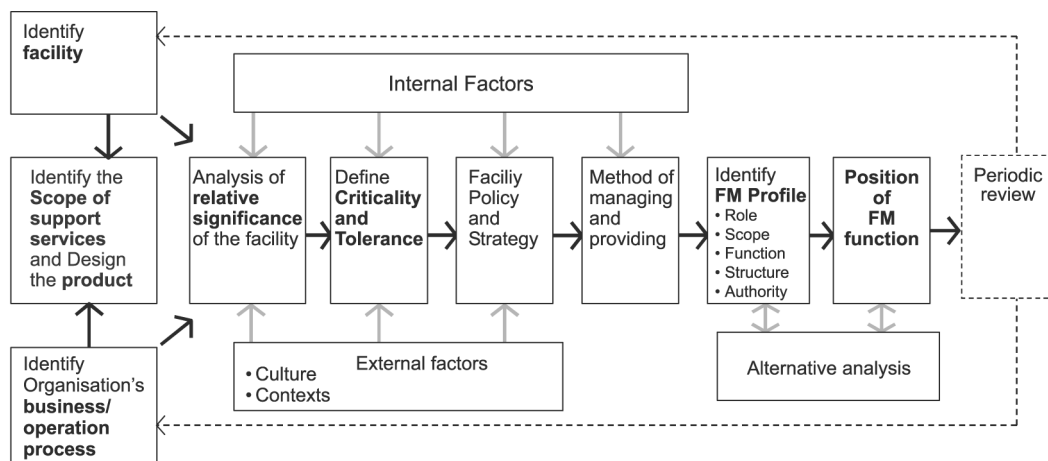 Identify
facility
Internal Factors
Identify the
Scope of
support
services
and Design
the product
Analysis of
relative
significance
of the facility
Define
Criticality
and
Tolerance
Faciliy
Policy
and
Strategy
Method of
managing
and
providing
Identify
FM Profile
• Role
• Scope
• Function
• Structure
• Authority
Position
of
FM
function
Periodic
review
Identify
Organisation's
business/
operation
process
External factors
• Culture
• Contexts
Alternative analysis